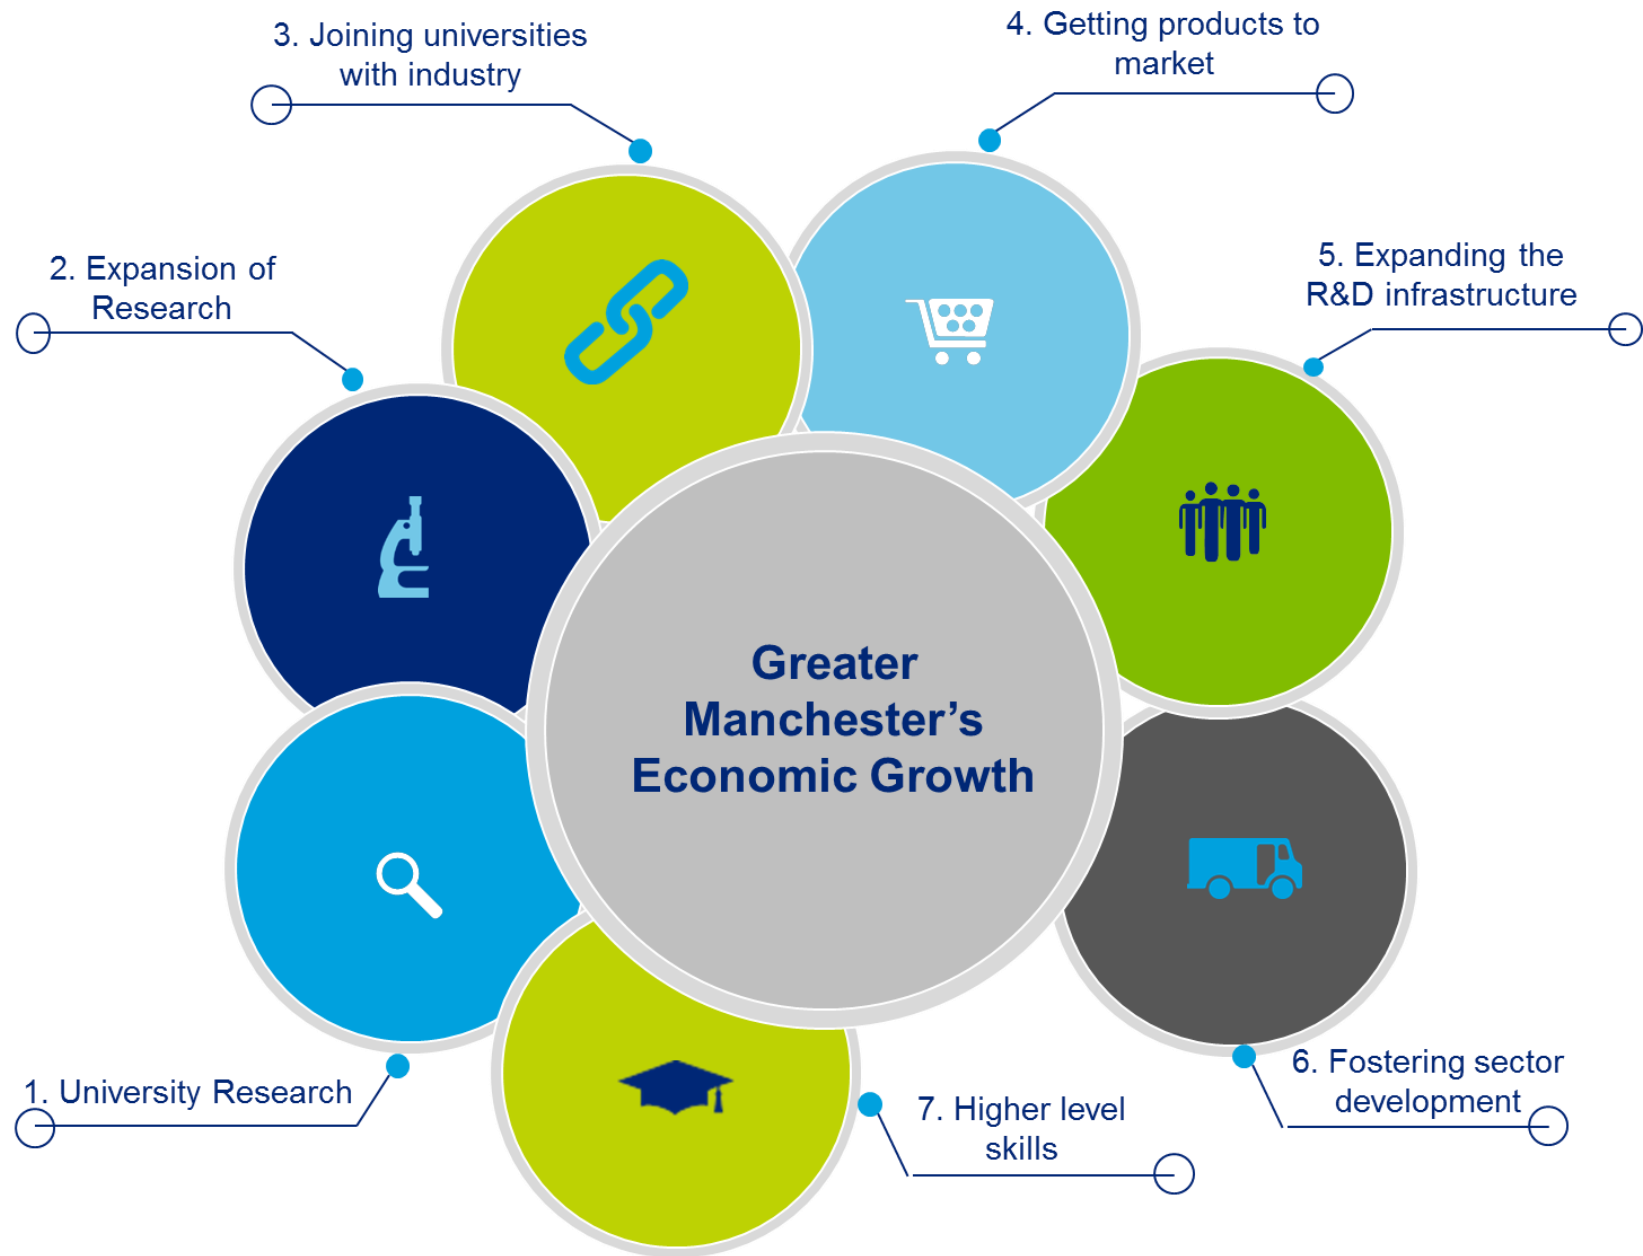 3. Joining universities
with industry
4. Getting products to
market
2. Expansion of
Research
5. Expanding the
R&D infrastructure
Greater
Manchester’s
Economic Growth
1. University Research
6. Fostering sector
development
7. Higher level
skills